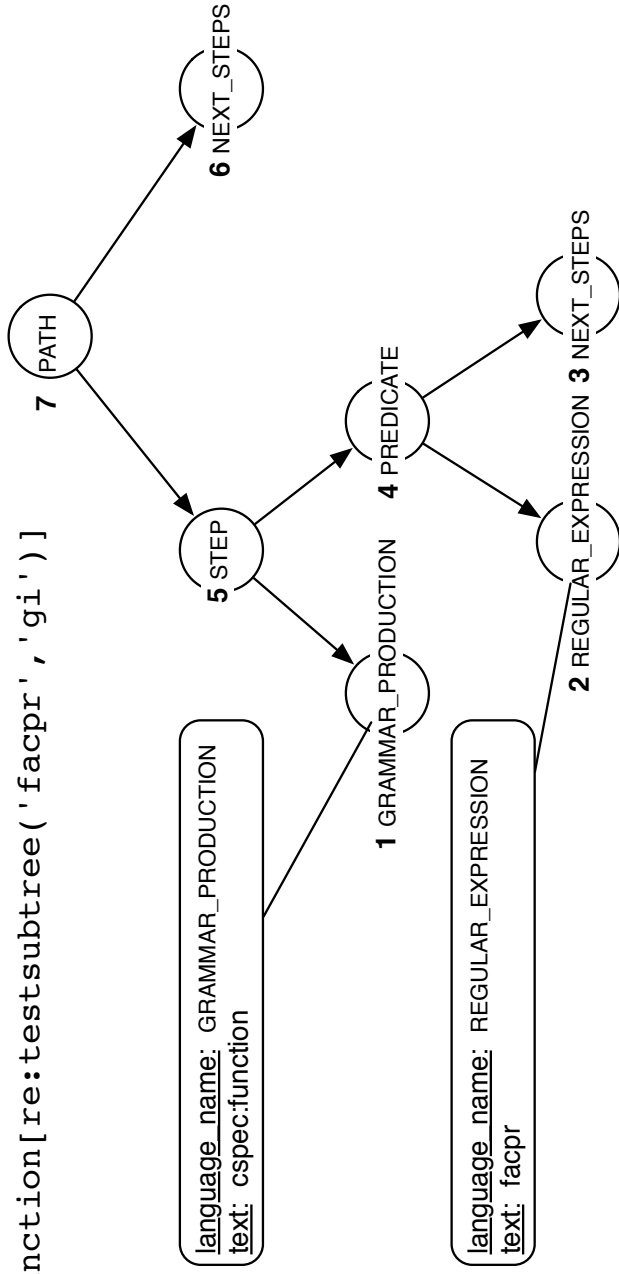 nction[re:testsubtree('facpr','gi')]
7 PATH
6 NEXT_STEPS
5 STEP
language_name: GRAMMAR_PRODUCTION
text: cspec:function
1 GRAMMAR_PRODUCTION
4 PREDICATE
language_name: REGULAR_EXPRESSION
text: facpr
2 REGULAR_EXPRESSION
3 NEXT_STEPS